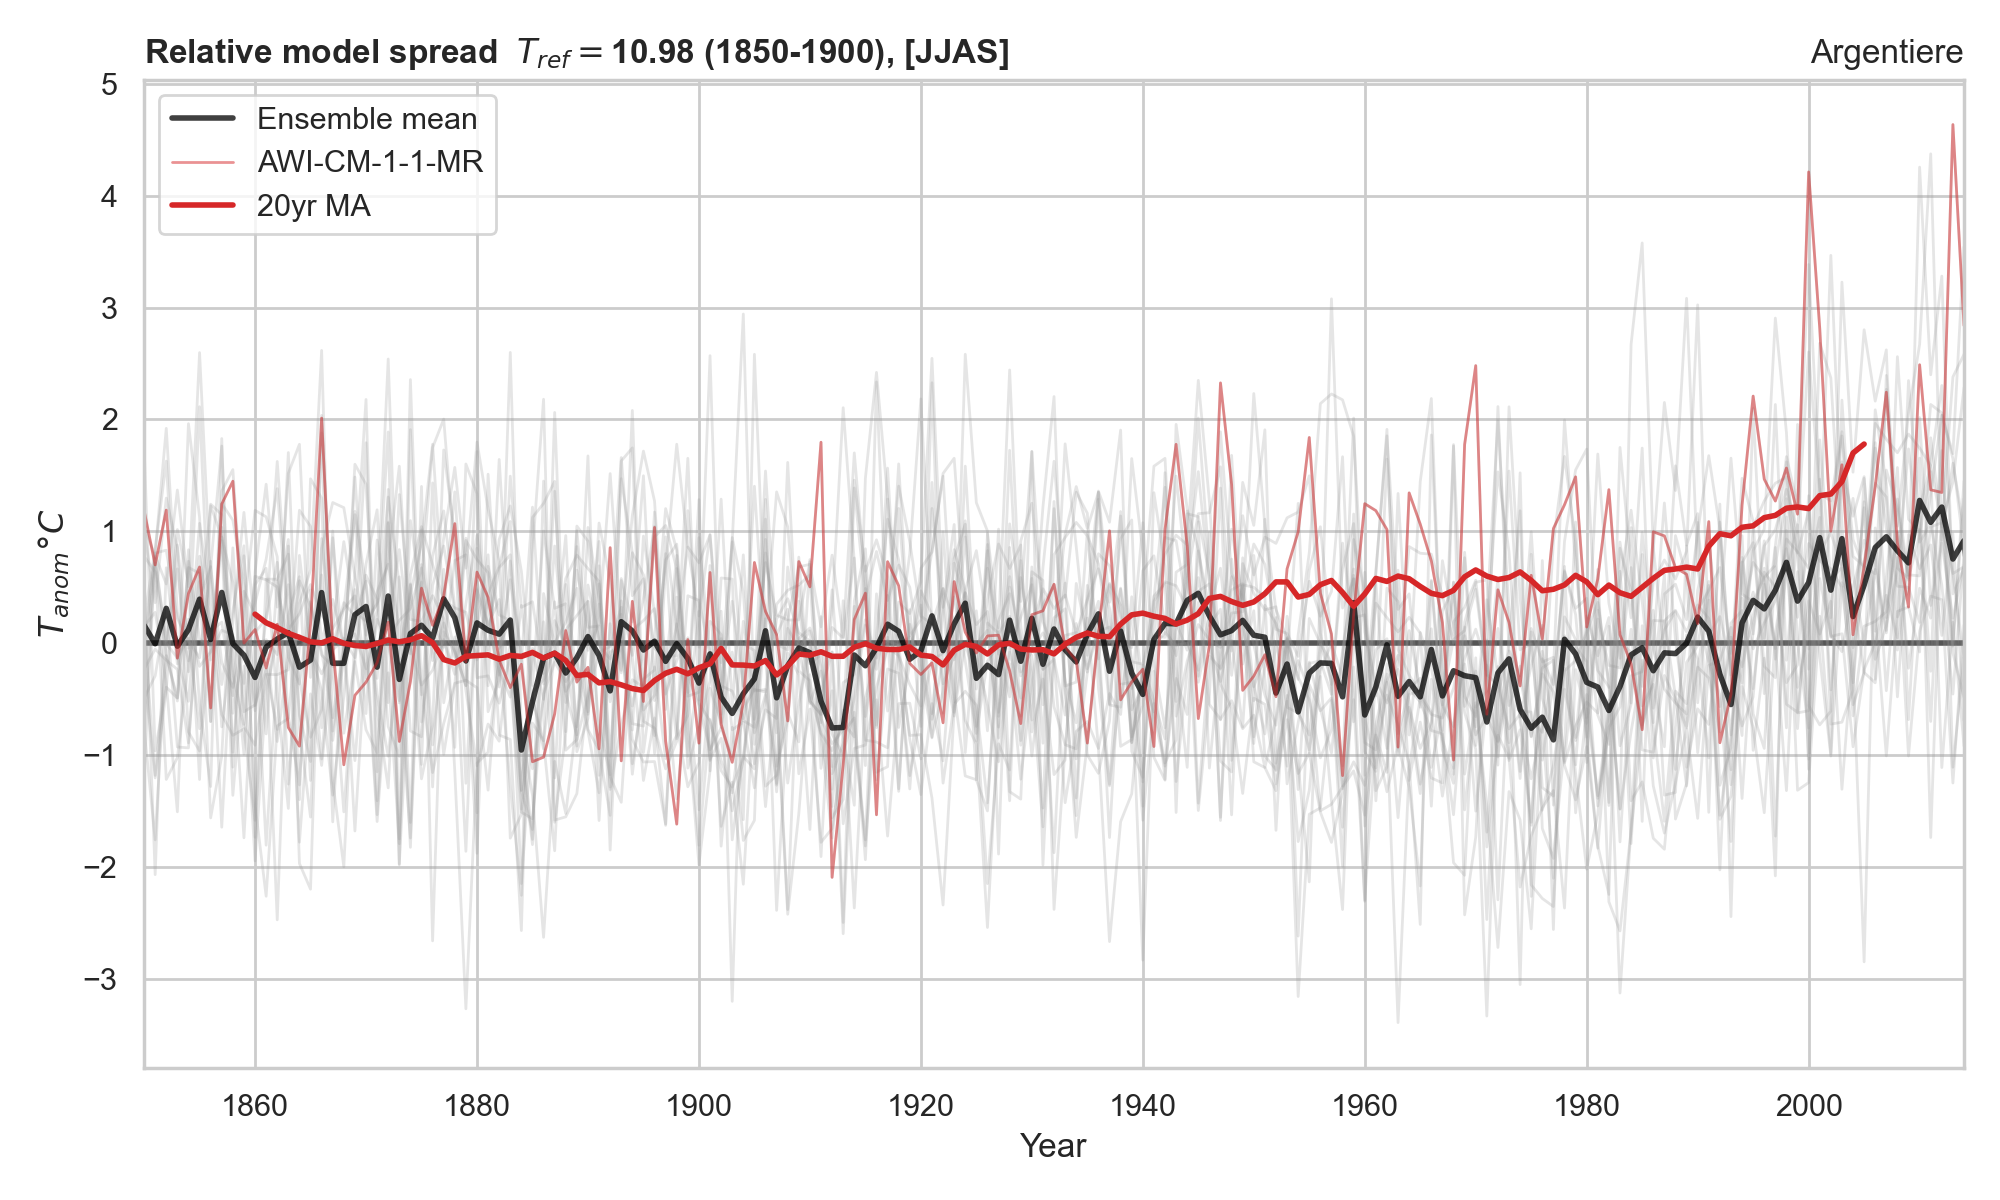 Relative model spread T_ref = 10.98 (1850-1900), [JJAS]
Argentiere
Ensemble mean
AWI-CM-1-1-MR
20yr MA
T_anom °C
5
4
3
2
1
0
−1
−2
−3
1860 1880 1900 1920 1940 1960 1980 2000
Year